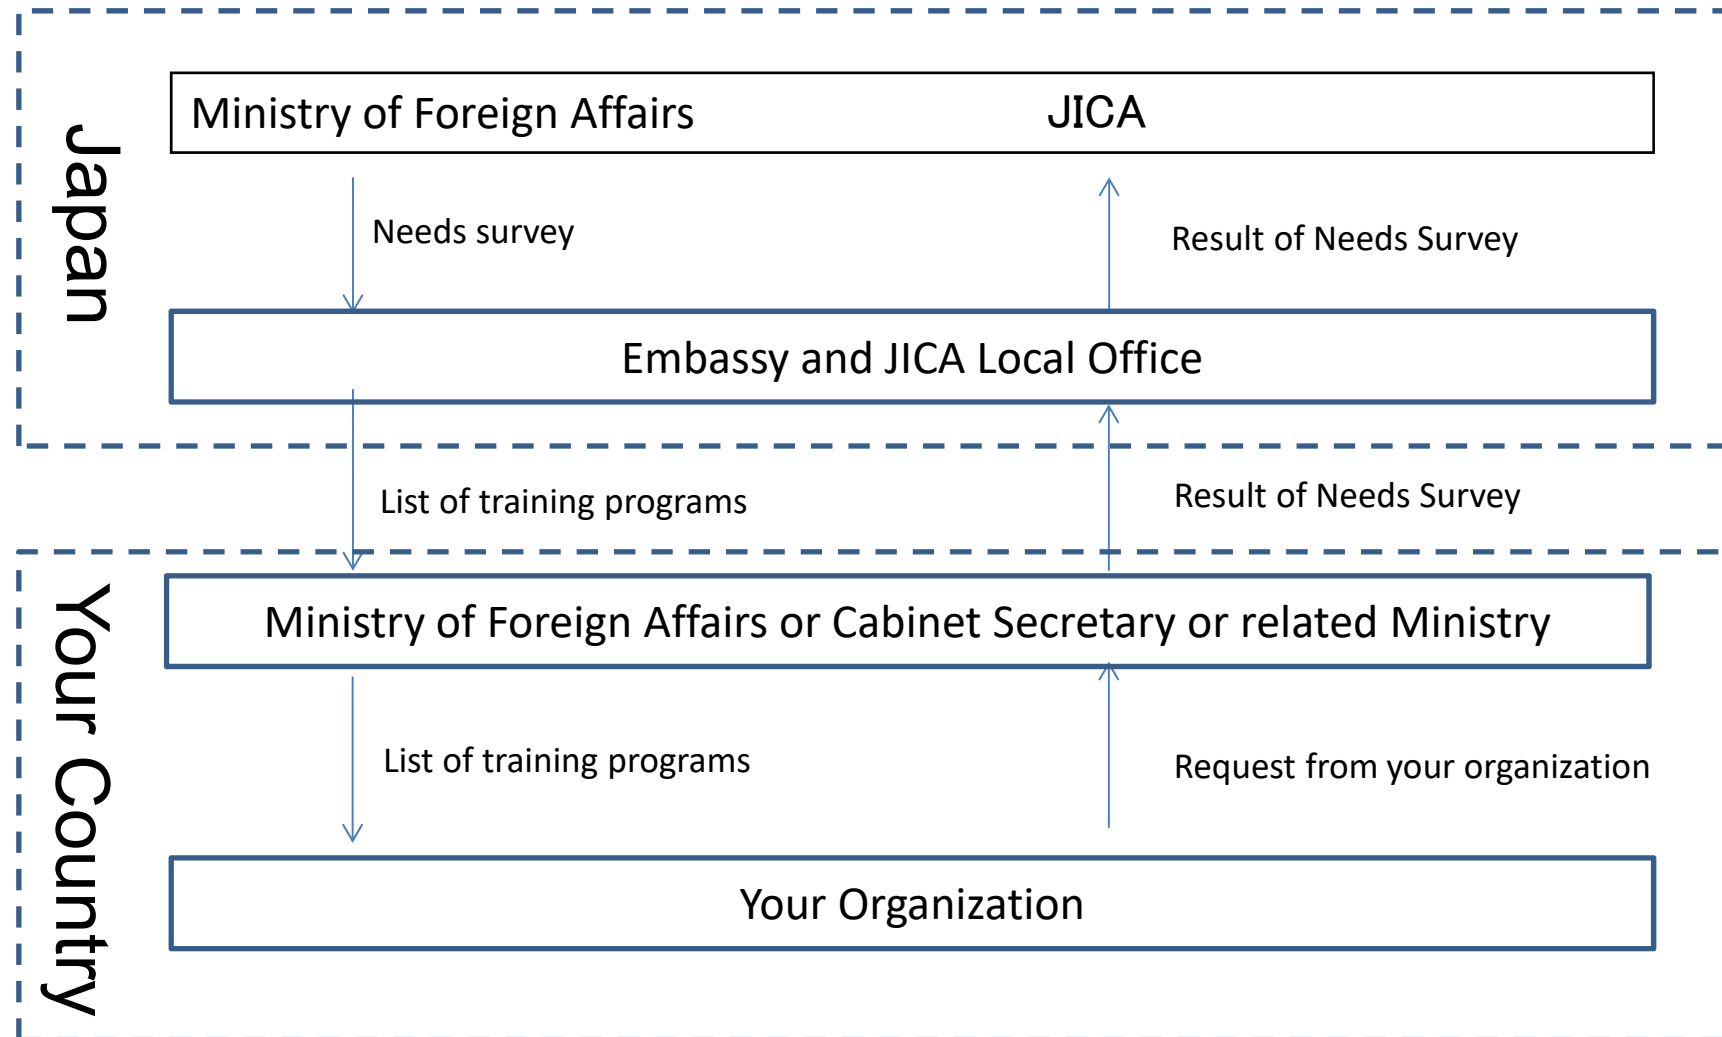 Japan
Ministry of Foreign Affairs JICA
Needs survey
Result of Needs Survey
Embassy and JICA Local Office
List of training programs
Result of Needs Survey
Your Country
Ministry of Foreign Affairs or Cabinet Secretary or related Ministry
List of training programs
Request from your organization
Your Organization